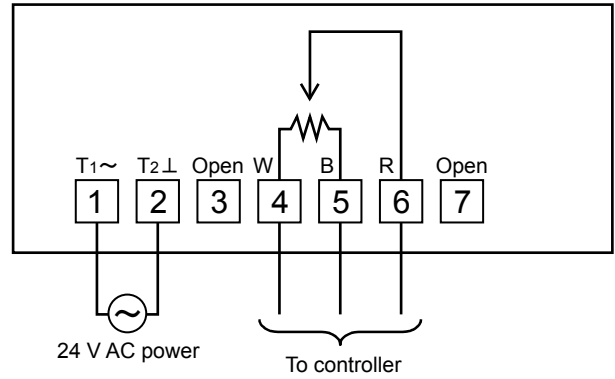 T1～ T2⊥ Open W B R Open
1 2 3 4 5 6 7
24 V AC power
To controller